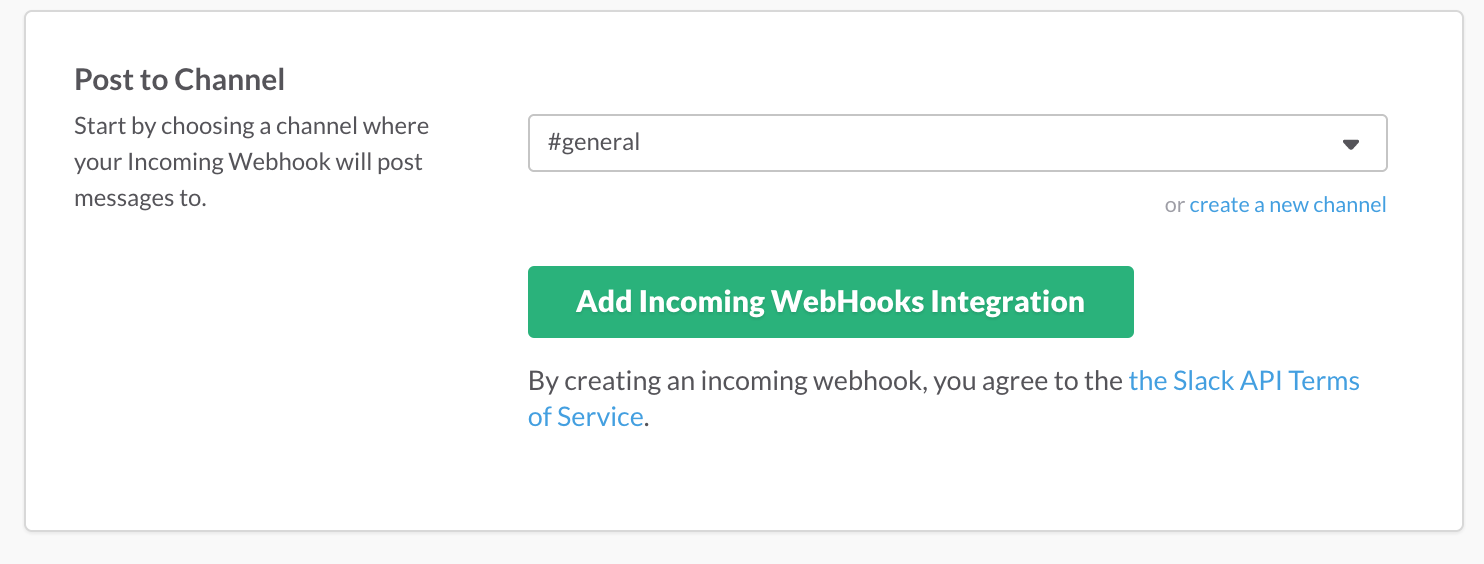 Post to Channel
Start by choosing a channel where
your Incoming Webhook will post
messages to.
#general
or create a new channel
Add Incoming WebHooks Integration
By creating an incoming webhook, you agree to the the Slack API Terms
of Service.